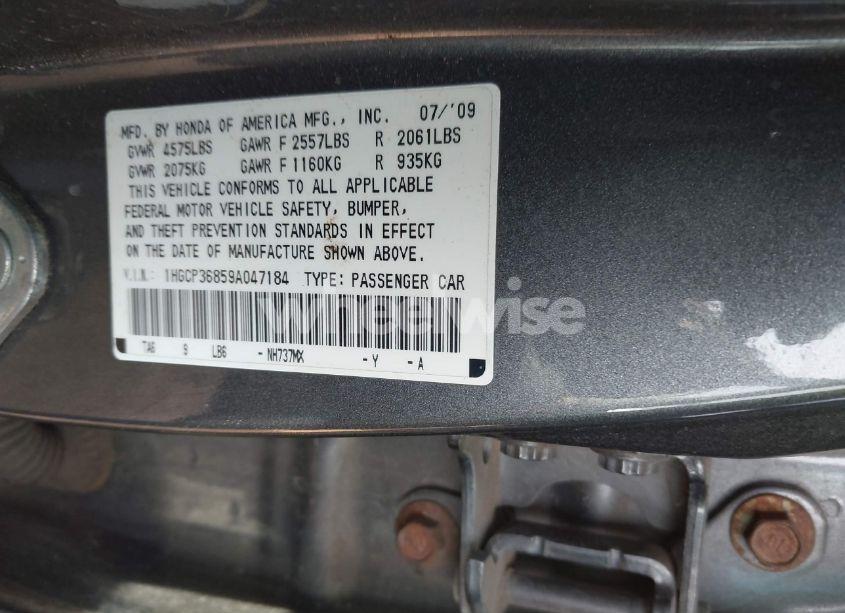 MFD. BY HONDA OF AMERICA MFG., INC. 07/'09
GVWR 4575LBS GAWR F 2557LBS R 2061LBS
GVWR 2075KG GAWR F 1160KG R 935KG
THIS VEHICLE CONFORMS TO ALL APPLICABLE
FEDERAL MOTOR VEHICLE SAFETY, BUMPER,
AND THEFT PREVENTION STANDARDS IN EFFECT
ON THE DATE OF MANUFACTURE SHOWN ABOVE.
V.I.N.: 1HGCP36859A047184 TYPE: PASSENGER CAR
wheelwise
TA6 9 LB6 -NH737MX -Y -A